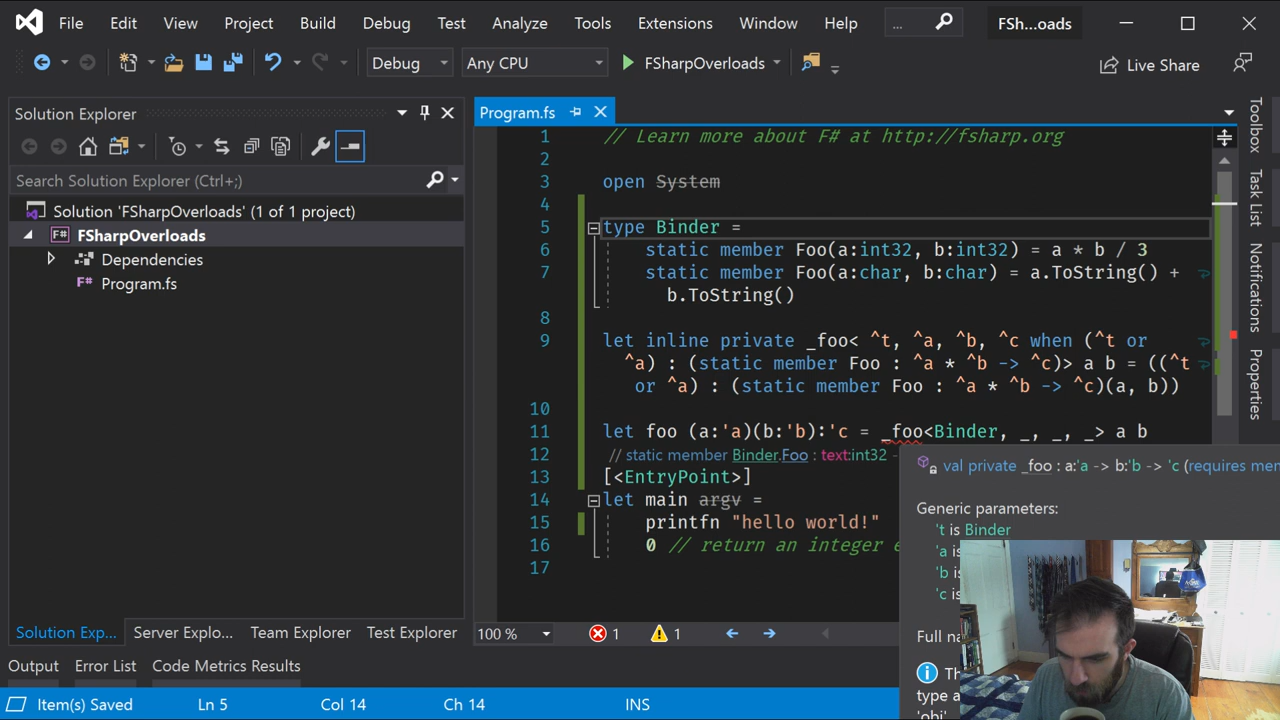 File Edit View Project Build Debug Test Analyze Tools Extensions Window Help ... FSh...oads
Debug Any CPU FSharpOverloads Live Share
Solution Explorer
Search Solution Explorer (Ctrl+;)
Solution 'FSharpOverloads' (1 of 1 project)
F# FSharpOverloads
Dependencies
F# Program.fs
Solution Exp... Server Explo... Team Explorer Test Explorer
Program.fs
1 // Learn more about F# at http://fsharp.org
2
3 open System
4
5 type Binder =
6 static member Foo(a:int32, b:int32) = a * b / 3
7 static member Foo(a:char, b:char) = a.ToString() +
b.ToString()
8
9 let inline private _foo< ^t, ^a, ^b, ^c when (^t or
^a) : (static member Foo : ^a * ^b -> ^c)> a b = ((^t
or ^a) : (static member Foo : ^a * ^b -> ^c)(a, b))
10
11 let foo (a:'a)(b:'b):'c = _foo<Binder, _, _, _> a b
12 // static member Binder.Foo : text:int32 -
13 [<EntryPoint>]
14 let main argv =
15 printfn "hello world!"
16 0 // return an integer e
17
val private _foo : a:'a -> b:'b -> 'c (requires mem
Generic parameters:
't is Binder
'a is
'b is
'c is
Full na
Th
type a
'obj'
100 % 1 1
Toolbox
Task List
Notifications
Properties
Output Error List Code Metrics Results
Item(s) Saved Ln 5 Col 14 Ch 14 INS